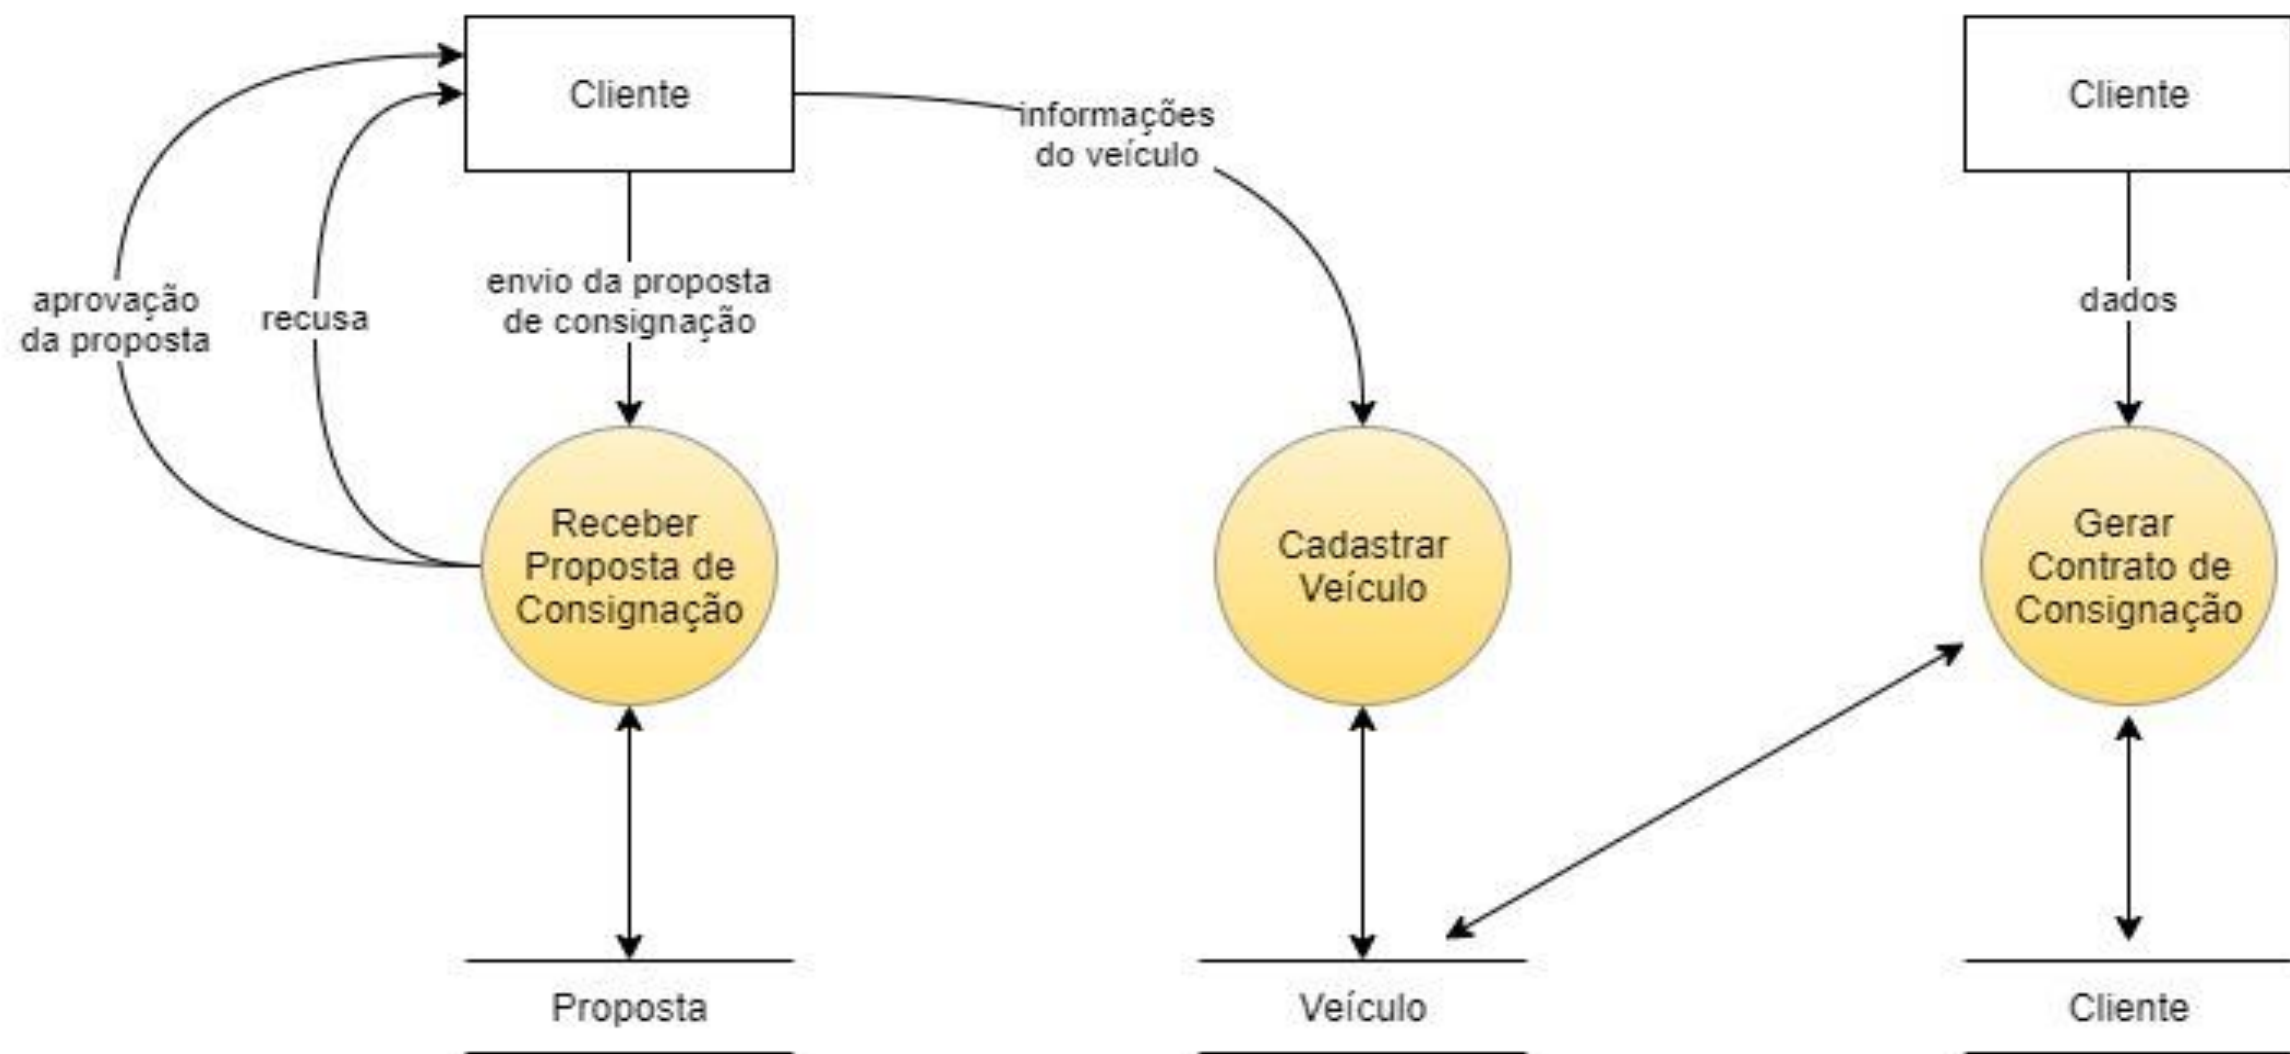 Cliente
Cliente
informações
do veículo
envio da proposta
de consignação
aprovação
da proposta
recusa
dados
Receber
Proposta de
Consignação
Cadastrar
Veículo
Gerar
Contrato de
Consignação
Proposta
Veículo
Cliente